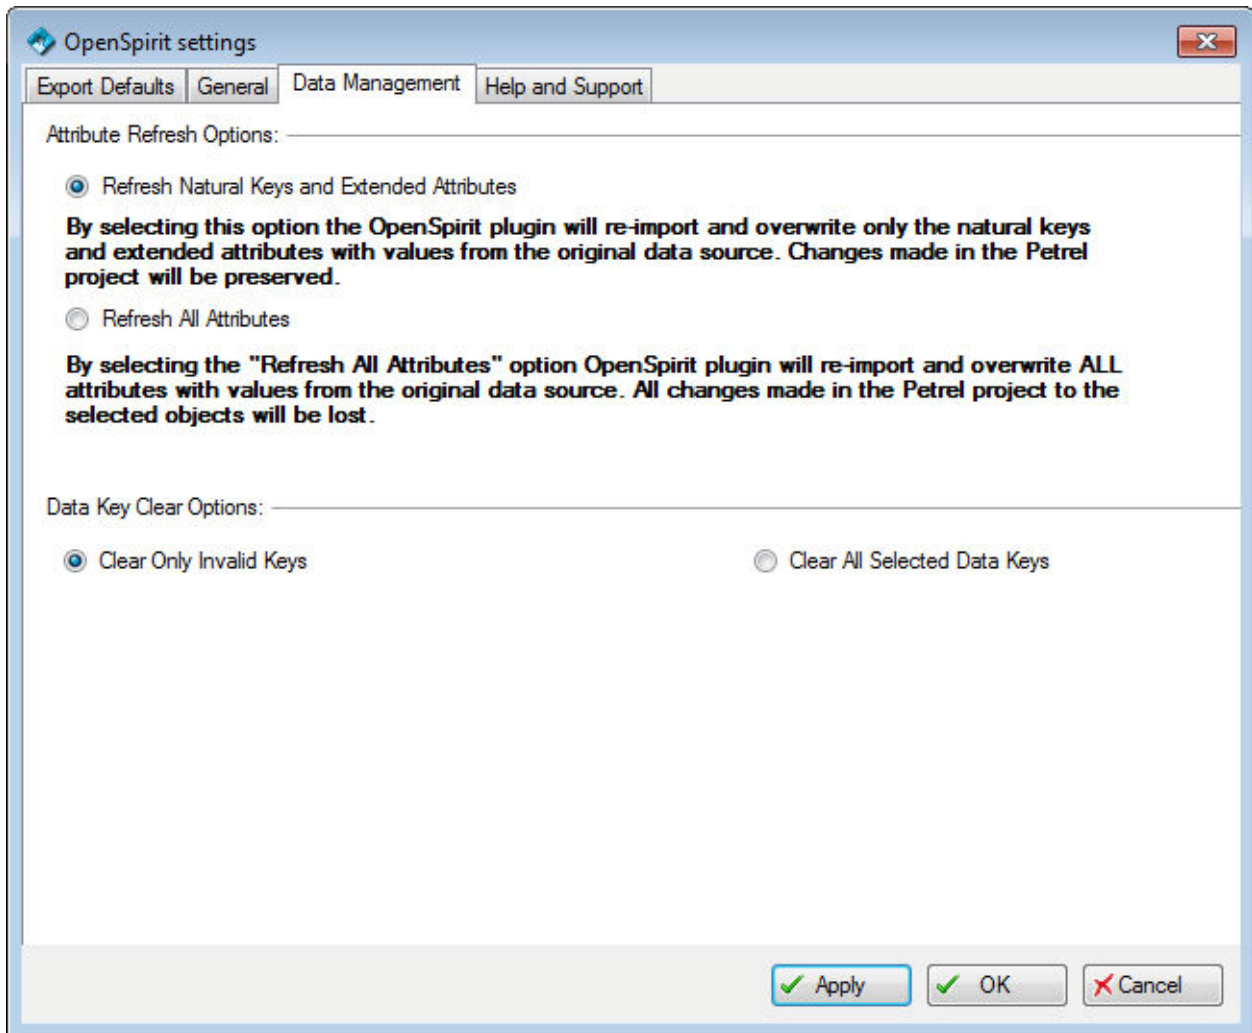 OpenSpirit settings
Export Defaults General Data Management Help and Support
Attribute Refresh Options:
Refresh Natural Keys and Extended Attributes
By selecting this option the OpenSpirit plugin will re-import and overwrite only the natural keys
and extended attributes with values from the original data source. Changes made in the Petrel
project will be preserved.
Refresh All Attributes
By selecting the "Refresh All Attributes" option OpenSpirit plugin will re-import and overwrite ALL
attributes with values from the original data source. All changes made in the Petrel project to the
selected objects will be lost.
Data Key Clear Options:
Clear Only Invalid Keys Clear All Selected Data Keys
Apply OK Cancel